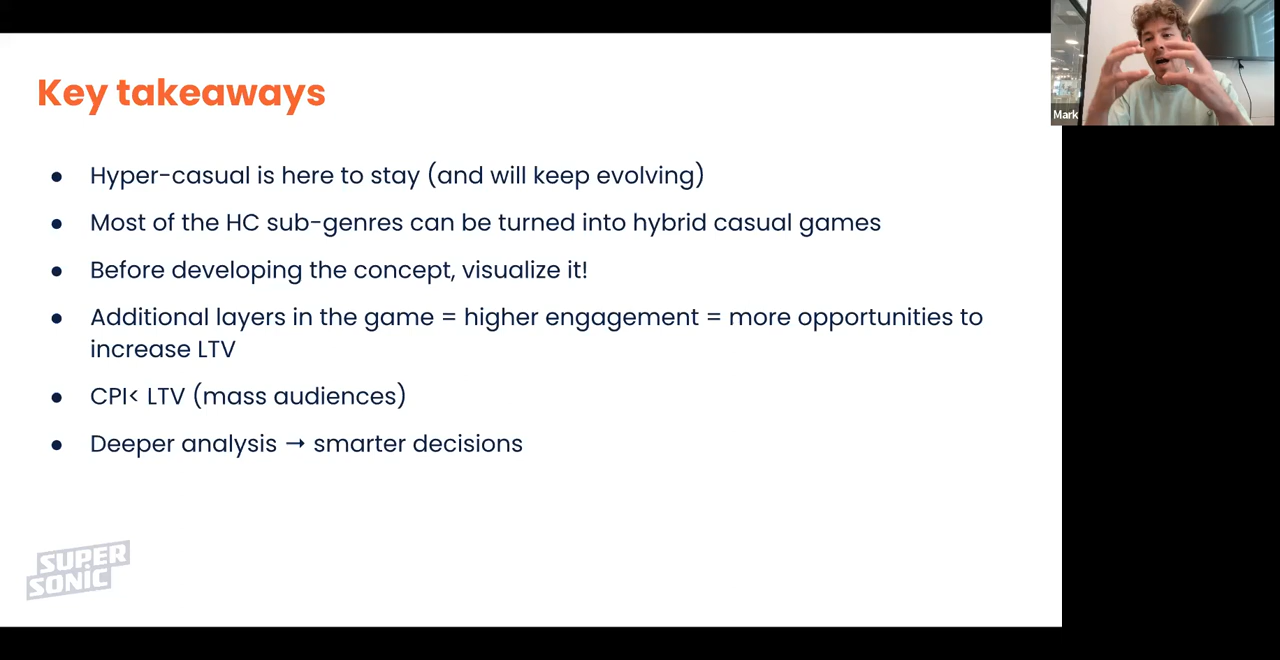 Key takeaways
● Hyper-casual is here to stay (and will keep evolving)
● Most of the HC sub-genres can be turned into hybrid casual games
● Before developing the concept, visualize it!
● Additional layers in the game = higher engagement = more opportunities to
increase LTV
● CPI< LTV (mass audiences)
● Deeper analysis → smarter decisions
SUPER
SONIC
Mark